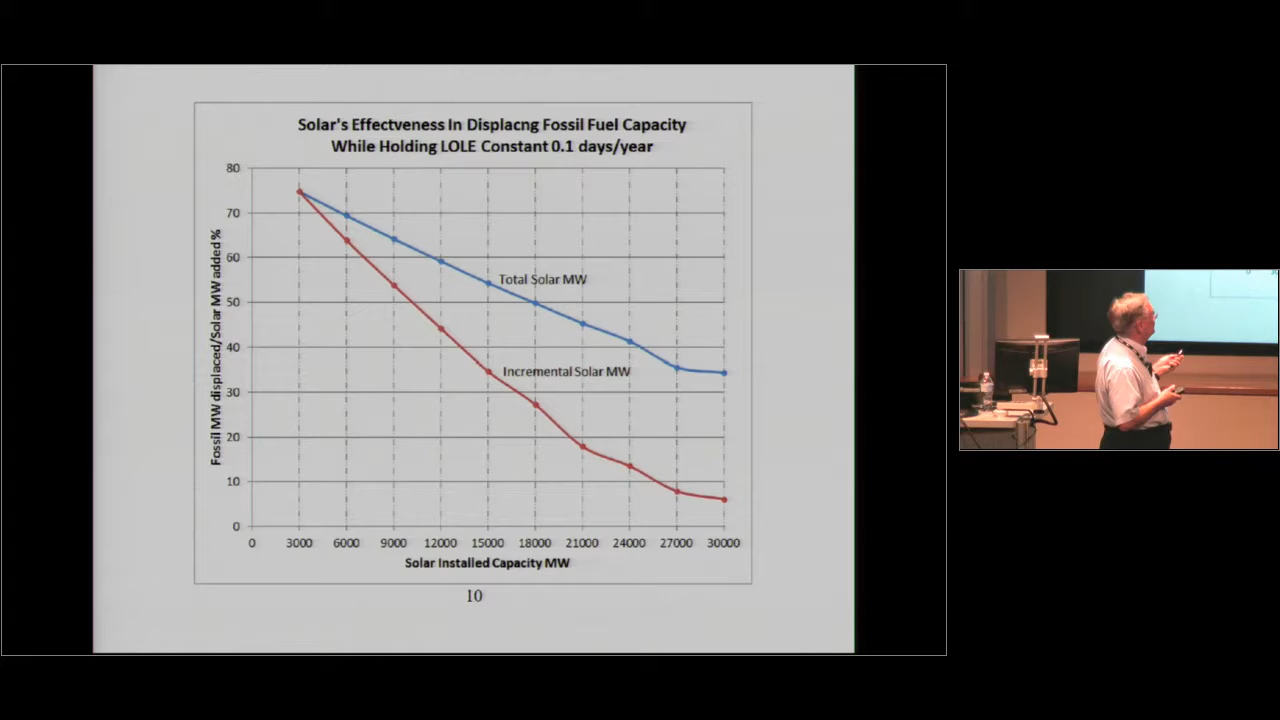 Solar's Effectveness In Displacng Fossil Fuel Capacity
While Holding LOLE Constant 0.1 days/year
80
70
60
50
40
30
20
10
0
Fossil MW displaced/Solar MW added %
Total Solar MW
Incremental Solar MW
0 3000 6000 9000 12000 15000 18000 21000 24000 27000 30000
Solar Installed Capacity MW
10